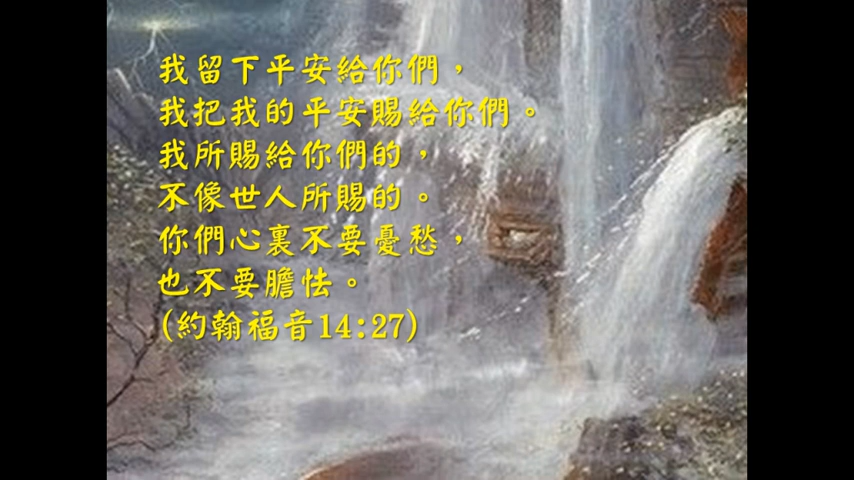 我留下平安給你們，
我把我的平安賜給你們。
我所賜給你們的，
不像世人所賜的。
你們心裏不要憂愁，
也不要膽怯。
(約翰福音14:27)